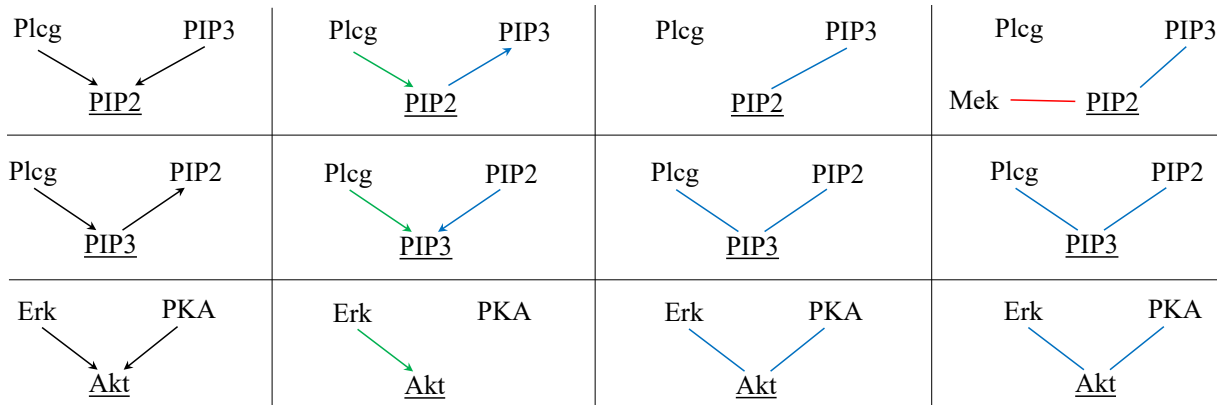 Plcg PIP3 Plcg PIP3 Plcg PIP3 Plcg PIP3
PIP2 PIP2 PIP2 Mek PIP2
Plcg PIP2 Plcg PIP2 Plcg PIP2 Plcg PIP2
PIP3 PIP3 PIP3 PIP3
Erk PKA Erk PKA Erk PKA Erk PKA
Akt Akt Akt Akt